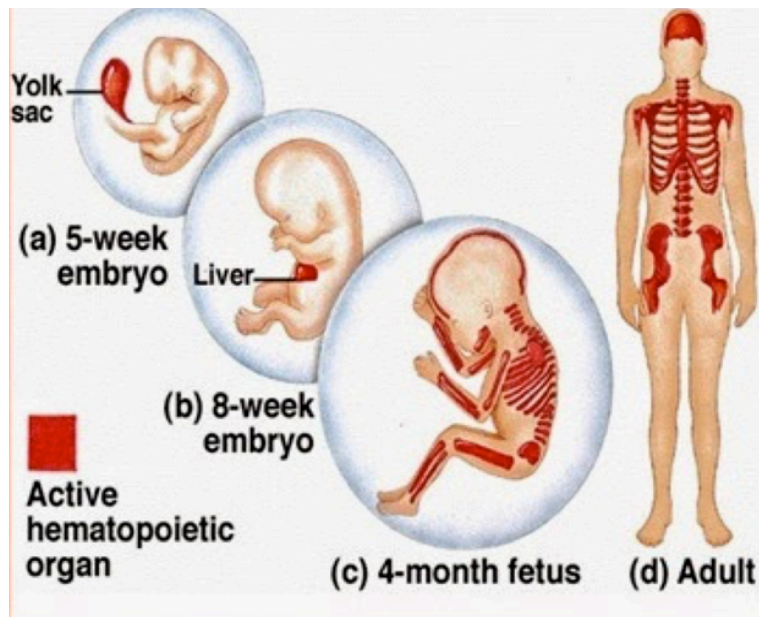 Yolk
sac
(a) 5-week
embryo
Liver
(b) 8-week
embryo
Active
hematopoietic
organ
(c) 4-month fetus
(d) Adult